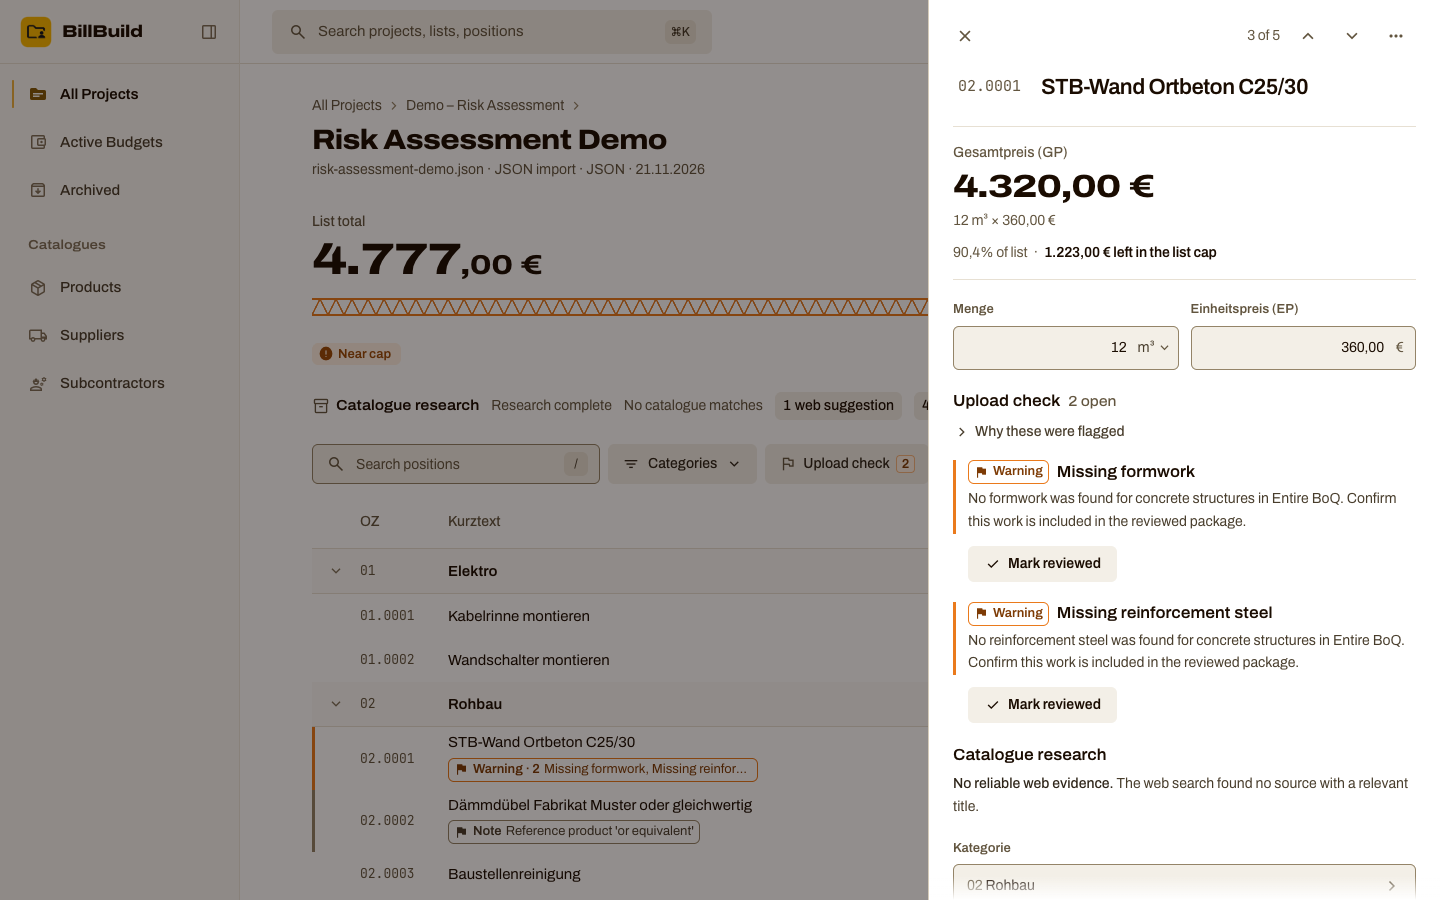 BillBuild
Search projects, lists, positions
⌘K
All Projects
Active Budgets
Archived
Catalogues
Products
Suppliers
Subcontractors
All Projects
Demo – Risk Assessment
Risk Assessment Demo
risk-assessment-demo.json · JSON import · JSON · 21.11.2026
List total
4.777,00 €
Near cap
Catalogue research Research complete No catalogue matches 1 web suggestion 4
Search positions /
Categories
Upload check 2
OZ Kurztext
01 Elektro
01.0001 Kabelrinne montieren
01.0002 Wandschalter montieren
02 Rohbau
02.0001 STB-Wand Ortbeton C25/30
Warning · 2 Missing formwork, Missing reinfor…
02.0002 Dämmdübel Fabrikat Muster oder gleichwertig
Note Reference product 'or equivalent'
02.0003 Baustellenreinigung
3 of 5
02.0001 STB-Wand Ortbeton C25/30
Gesamtpreis (GP)
4.320,00 €
12 m³ × 360,00 €
90,4% of list · 1.223,00 € left in the list cap
Menge
12 m³
Einheitspreis (EP)
360,00 €
Upload check 2 open
Why these were flagged
Warning Missing formwork
No formwork was found for concrete structures in Entire BoQ. Confirm
this work is included in the reviewed package.
Mark reviewed
Warning Missing reinforcement steel
No reinforcement steel was found for concrete structures in Entire BoQ.
Confirm this work is included in the reviewed package.
Mark reviewed
Catalogue research
No reliable web evidence. The web search found no source with a relevant
title.
Kategorie
02 Rohbau